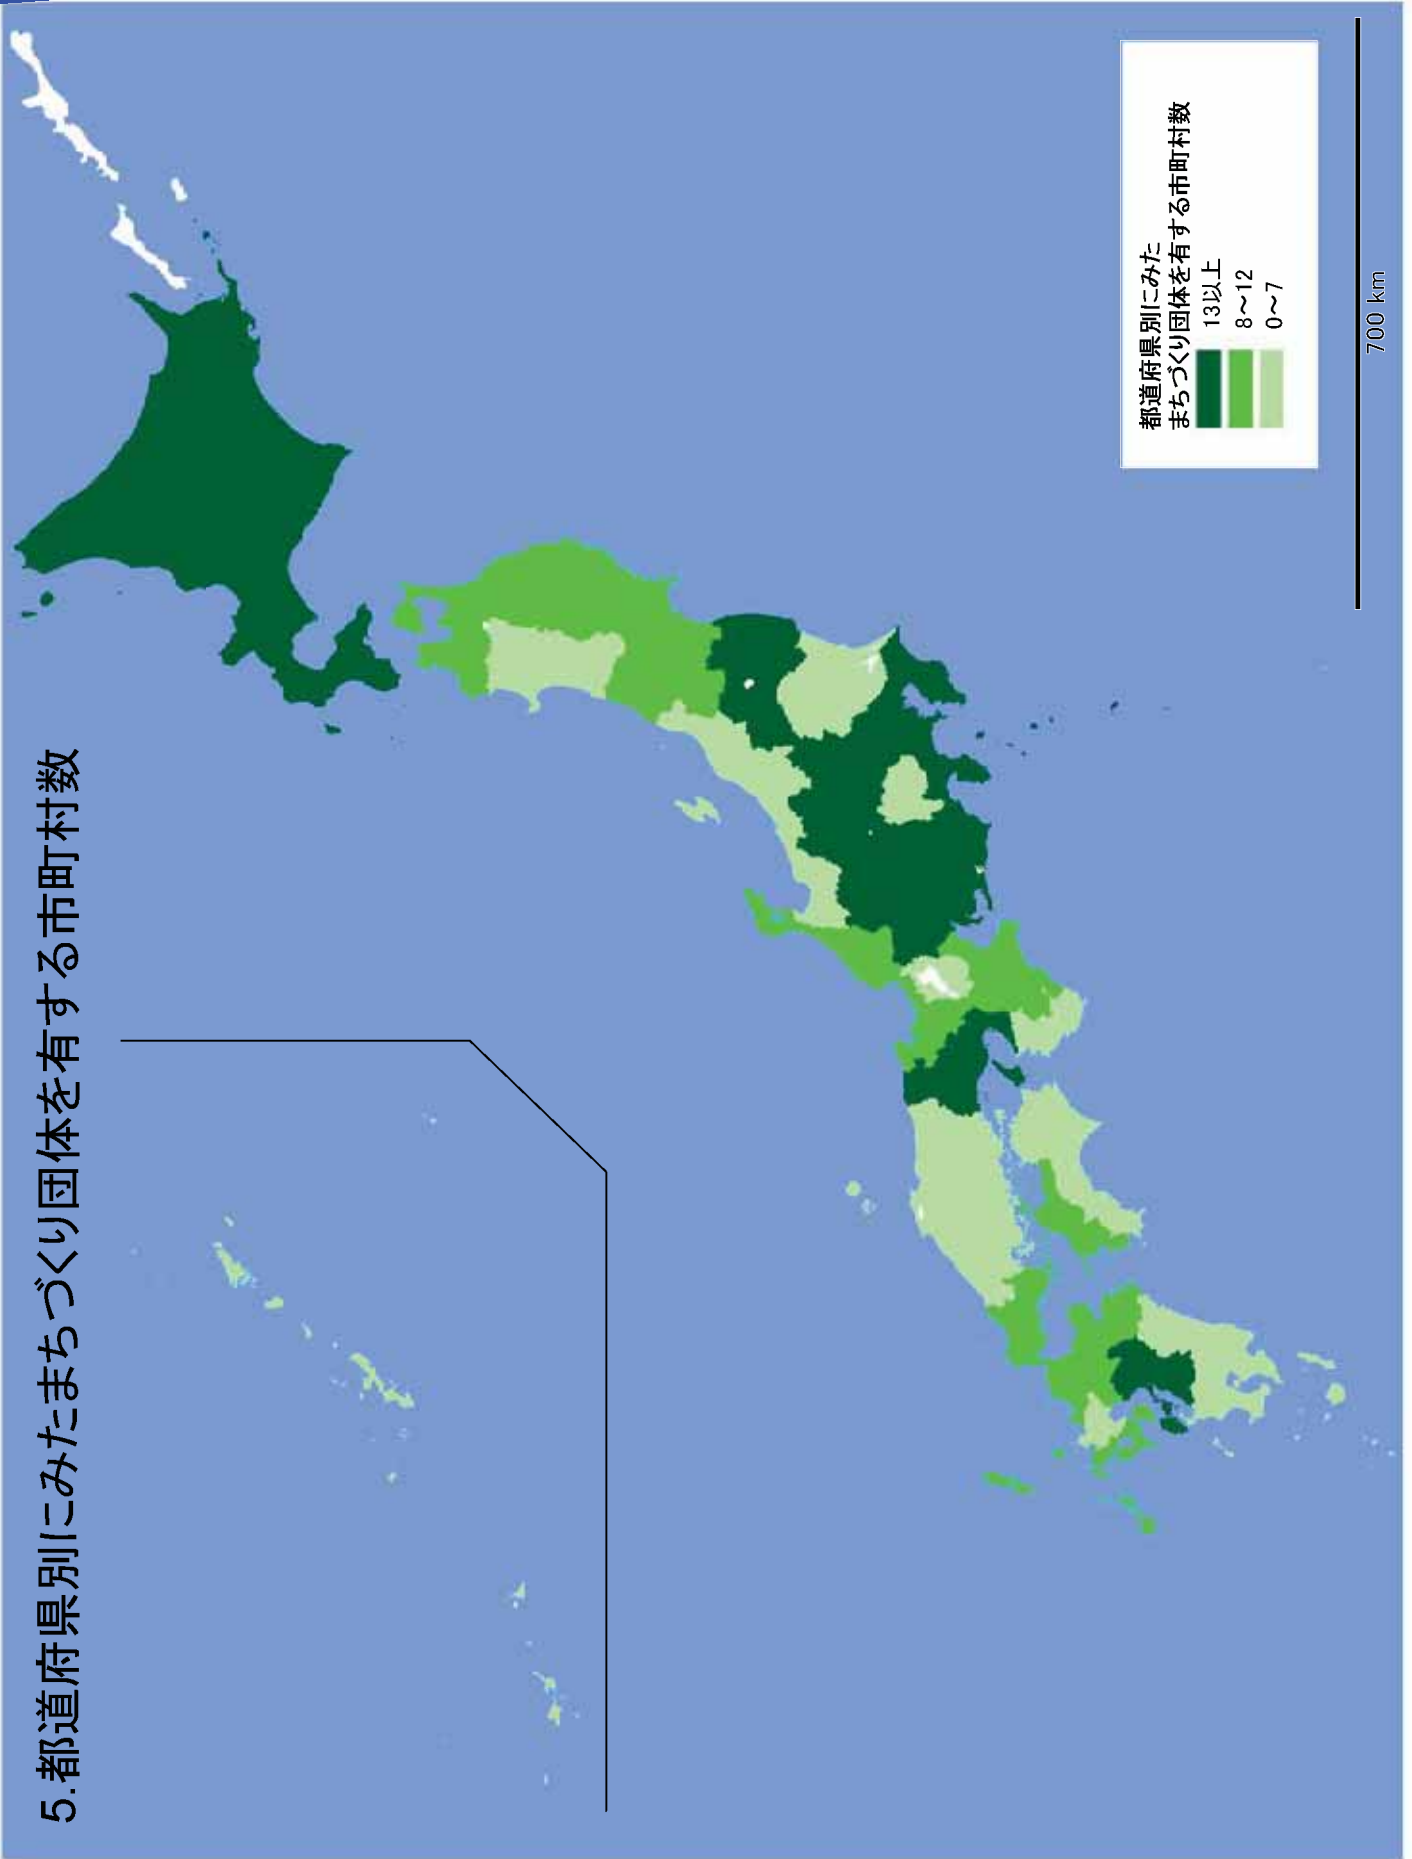 5.都道府県別にみたまちづくり団体を有する市町村数
都道府県別にみた
まちづくり団体を有する市町村数
13以上
8～12
0～7
700 km